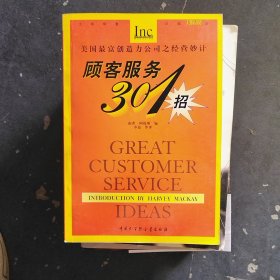 Inc
美国最富创造力公司之经营妙计
顾客服务
301招
GREAT
CUSTOMER
SERVICE
INTRODUCTION BY HARVEY MACKAY
IDEAS